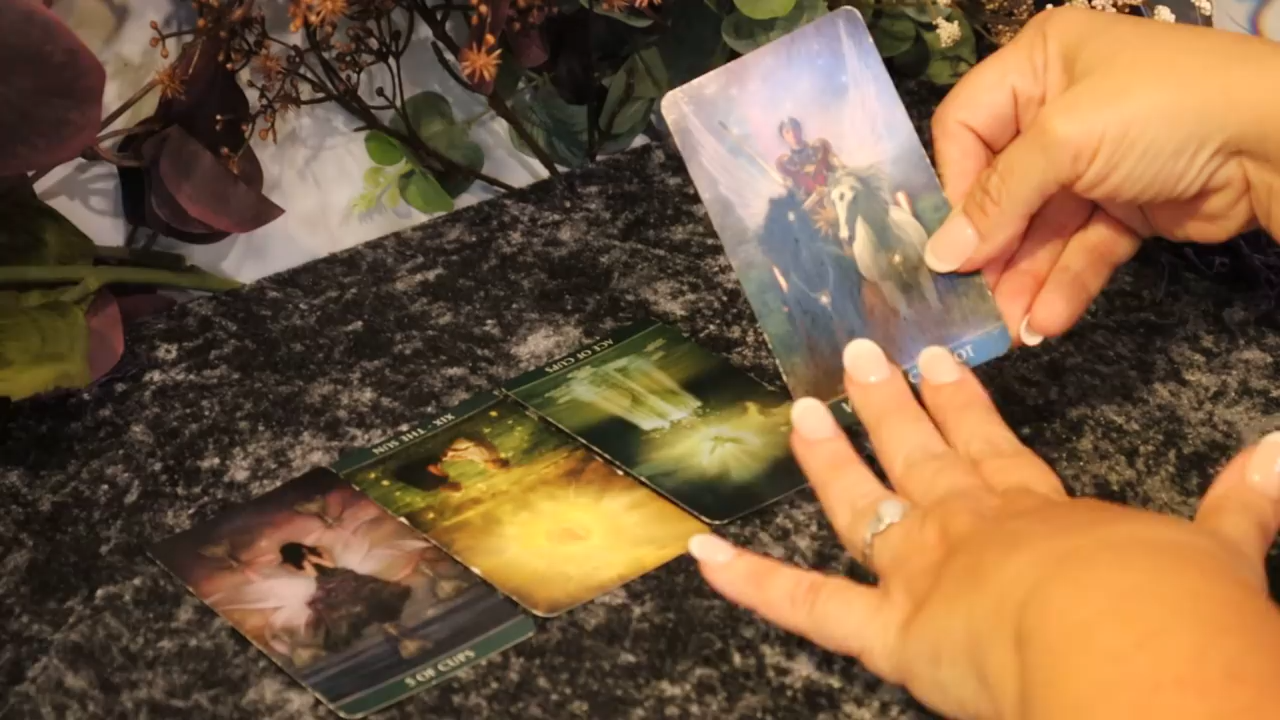 5 OF CUPS
XIX · THE SUN
ACE OF CUPS